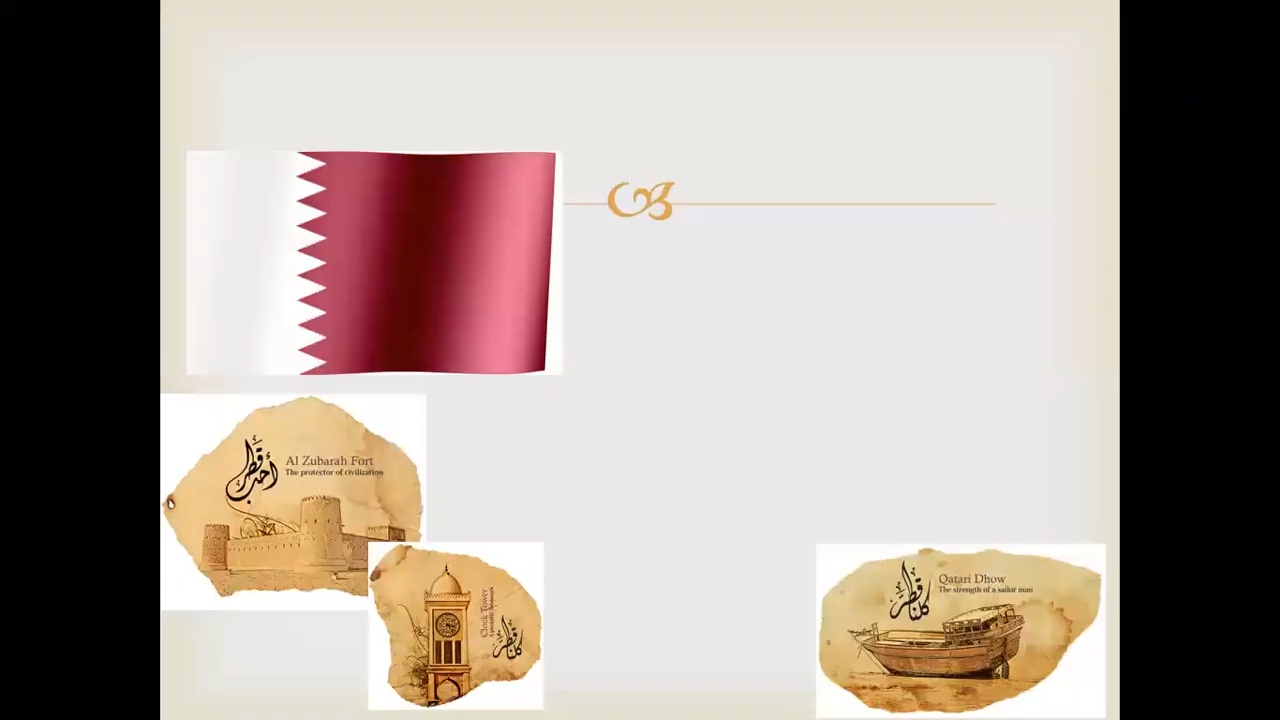 Al Zubarah Fort
The protector of civilization
أحب قطر
Clock Tower
كلنا قطر
Qatari Dhow
The strength of a sailor man
كلنا قطر